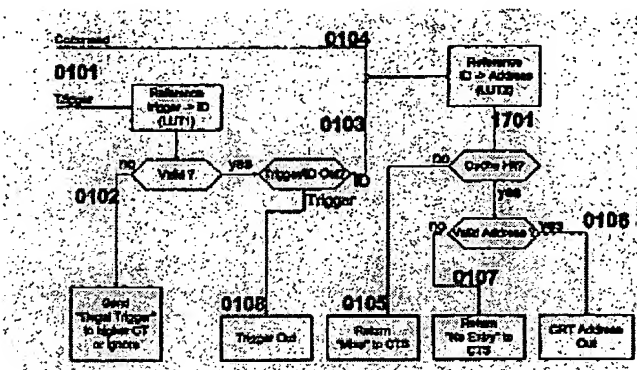 Command
0104
0101
Trigger
Reference
trigger -> ID
(LUT1)
Reference
ID -> Address
(LUT2)
0103
1701
no
Valid ?
yes
Trigger/ID Out?
ID
no
Cache Hit?
0102
Trigger
yes
no
Valid Address ?
yes
0106
0107
Send
"Illegal Trigger"
to higher CT
or ignore
0108
0105
Trigger Out
Return
"Miss" to CTS
Return
"No Entry" to
CTS
CRT Address
Out